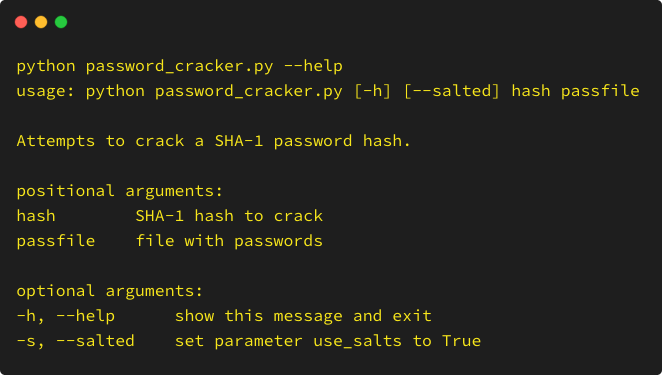 python password_cracker.py --help
usage: python password_cracker.py [-h] [--salted] hash passfile
Attempts to crack a SHA-1 password hash.
positional arguments:
hash        SHA-1 hash to crack
passfile    file with passwords
optional arguments:
-h, --help      show this message and exit
-s, --salted    set parameter use_salts to True